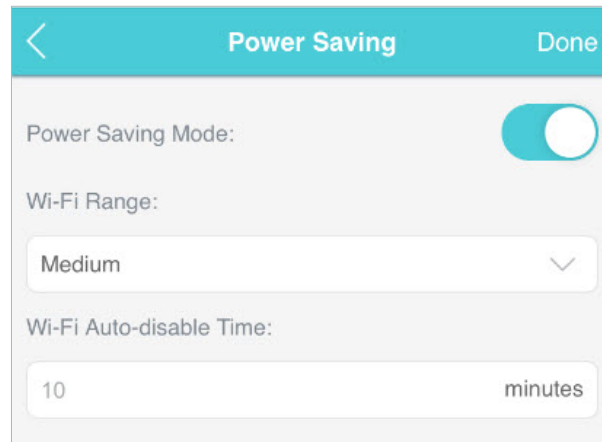 Power Saving Done
Power Saving Mode:
Wi-Fi Range:
Medium
Wi-Fi Auto-disable Time:
10 minutes